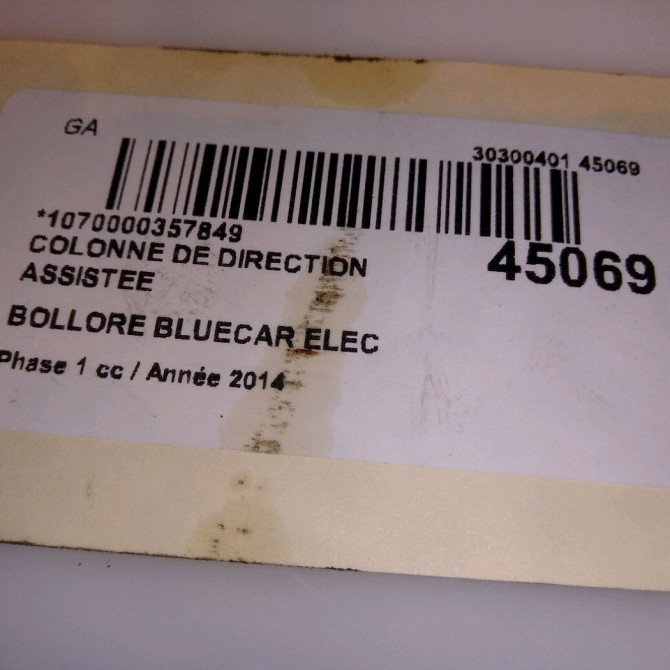 GA
30300401 45069
*1070000357849
45069
COLONNE DE DIRECTION
ASSISTEE
BOLLORE BLUECAR ELEC
Phase 1 cc / Année 2014